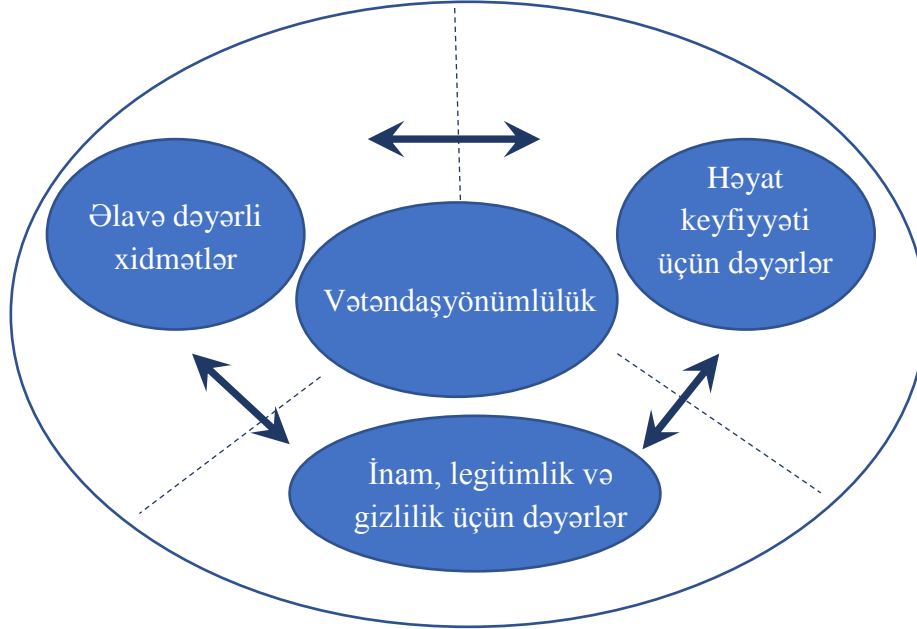 Əlavə dəyərli
xidmətlər
Həyat
keyfiyyəti
üçün dəyərlər
Vətəndaşyönümlülük
İnam, legitimlik və
gizlilik üçün dəyərlər